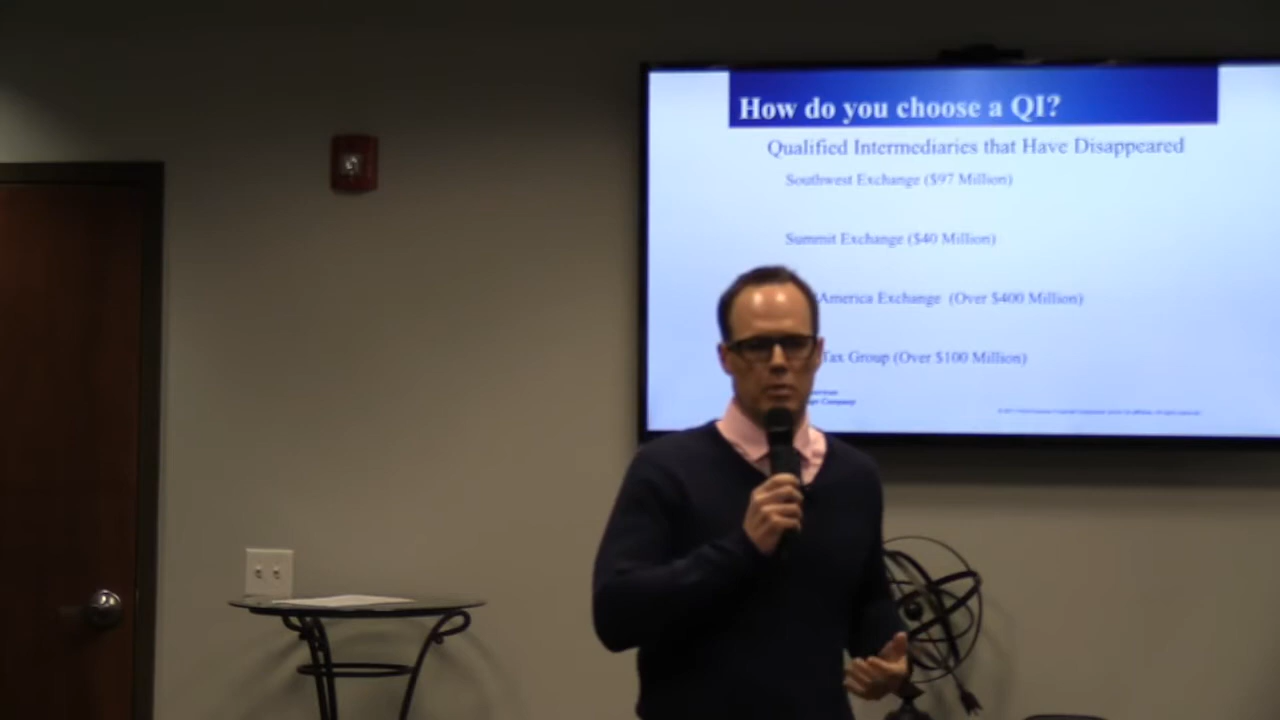 How do you choose a QI?
Qualified Intermediaries that Have Disappeared
Southwest Exchange ($97 Million)
Summit Exchange ($40 Million)
America Exchange (Over $400 Million)
Tax Group (Over $100 Million)
Company